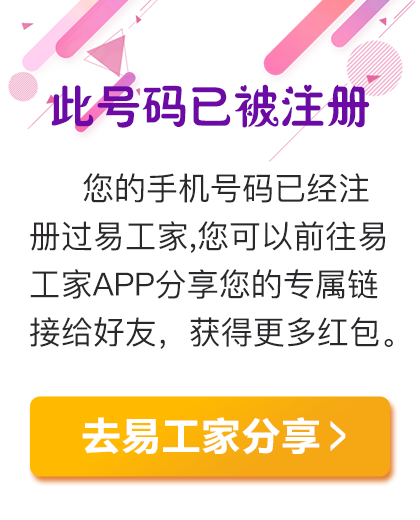 此号码已被注册
您的手机号码已经注
册过易工家,您可以前往易
工家APP分享您的专属链
接给好友，获得更多红包。
去易工家分享>